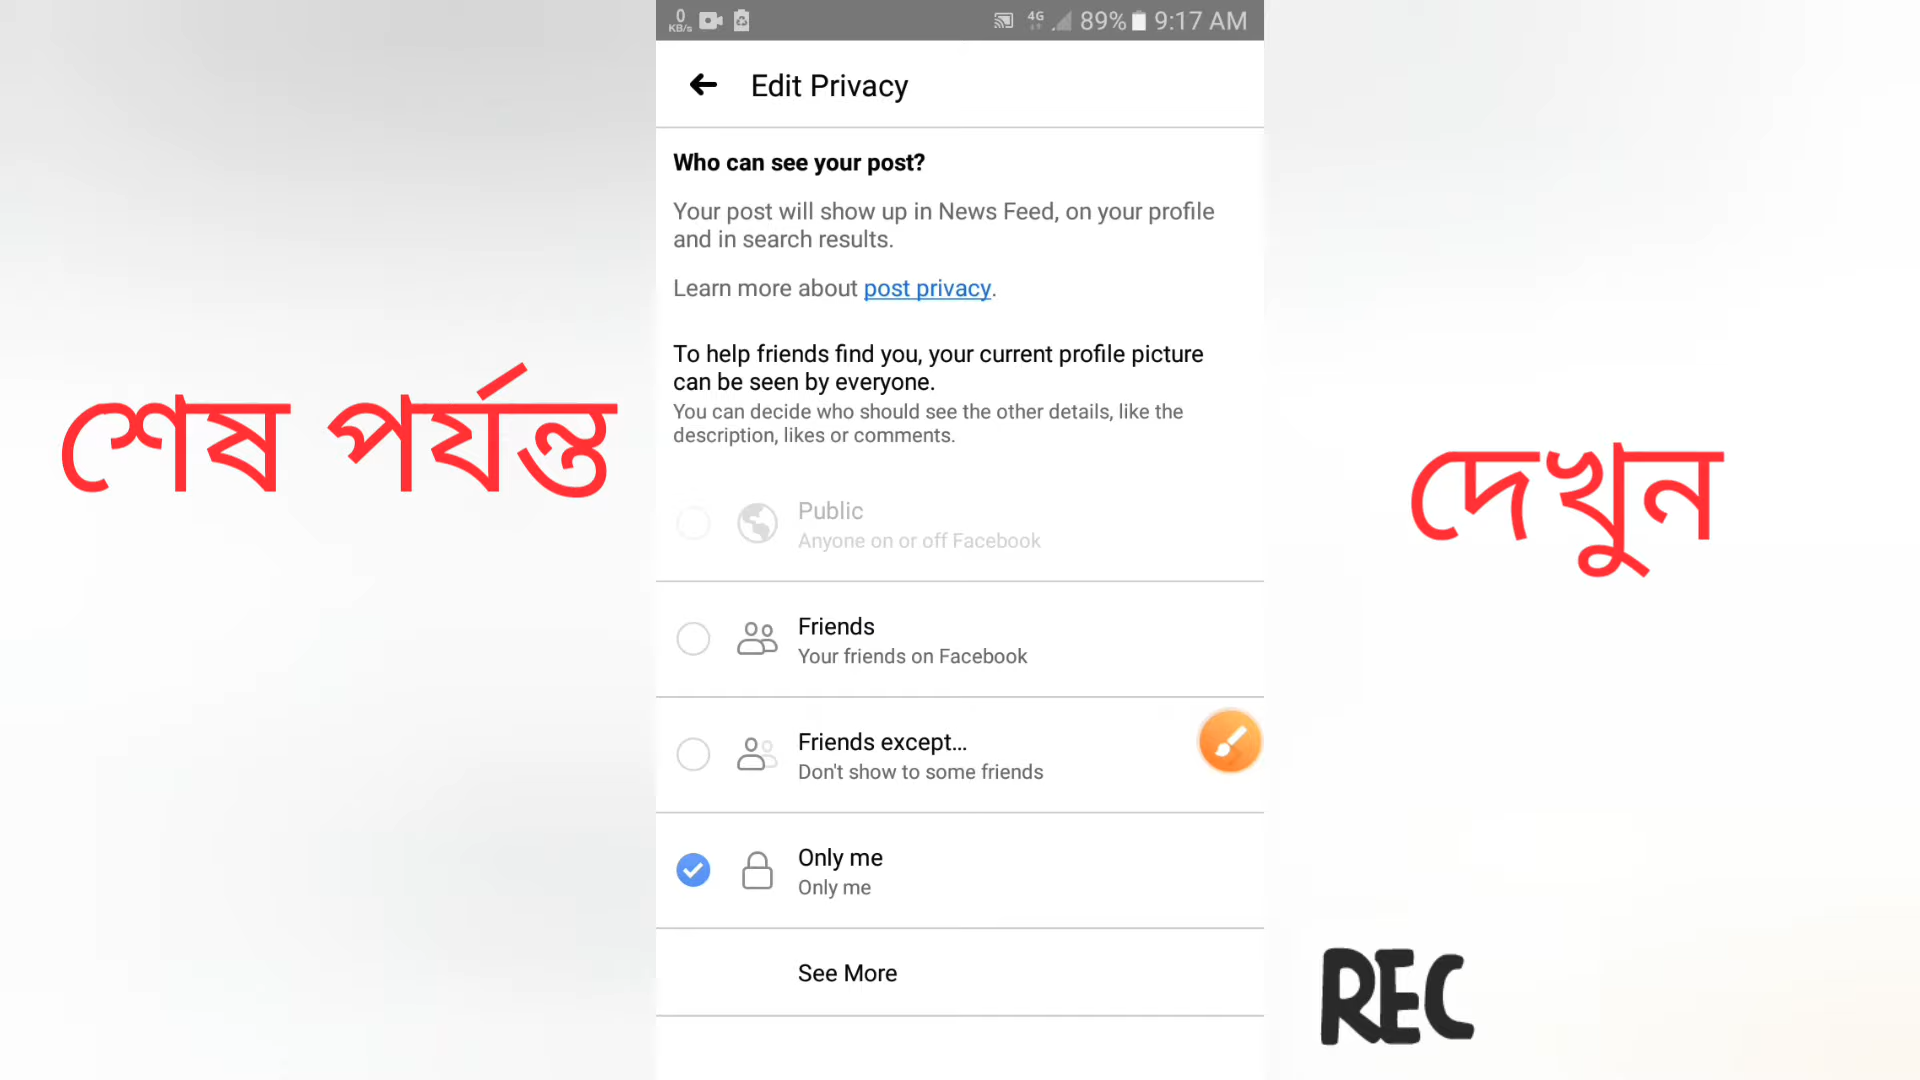 0 KB/s 4G 89% 9:17 AM
Edit Privacy
Who can see your post?
Your post will show up in News Feed, on your profile
and in search results.
Learn more about post privacy.
To help friends find you, your current profile picture
can be seen by everyone.
You can decide who should see the other details, like the
description, likes or comments.
Public
Anyone on or off Facebook
Friends
Your friends on Facebook
Friends except...
Don't show to some friends
Only me
Only me
See More
শেষ পর্যন্ত
দেখুন
REC